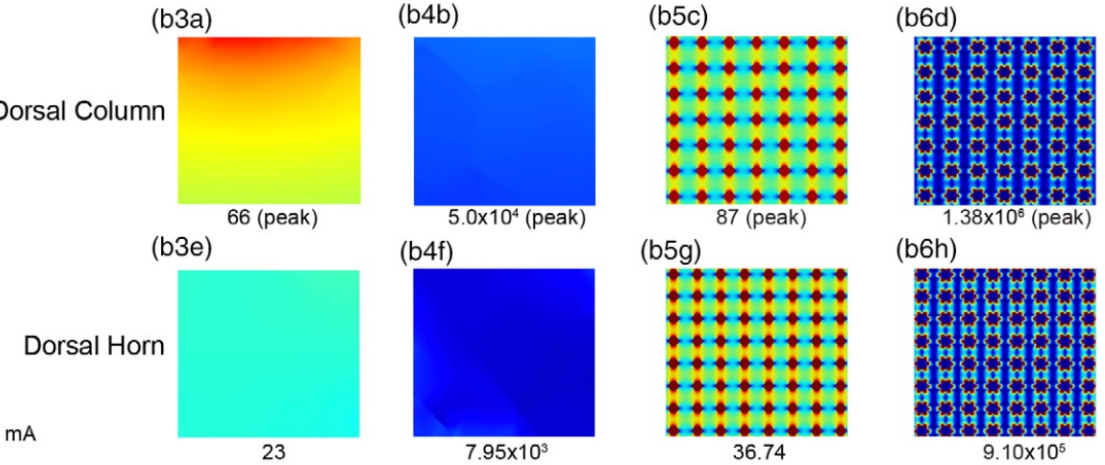 (b3a) (b4b) (b5c) (b6d)
Dorsal Column
66 (peak) 5.0x10⁴ (peak) 87 (peak) 1.38x10⁶ (peak)
(b3e) (b4f) (b5g) (b6h)
Dorsal Horn
mA
23 7.95x10³ 36.74 9.10x10⁵